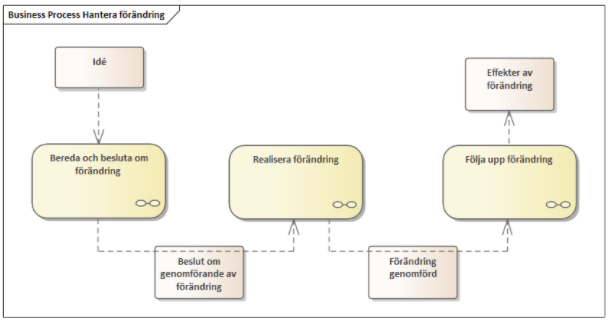 Business Process Hantera förändring
Idé
Effekter av
förändring
Bereda och besluta om
förändring
Realisera förändring
Följa upp förändring
Beslut om
genomförande av
förändring
Förändring
genomförd